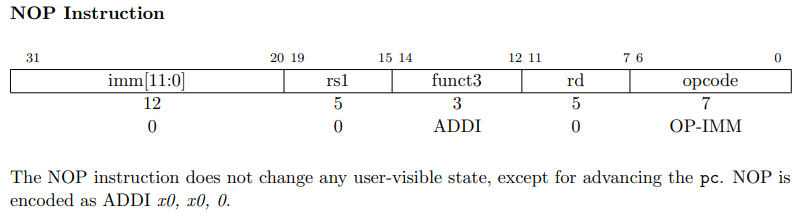 NOP Instruction
31 20 19 15 14 12 11 7 6 0
imm[11:0] rs1 funct3 rd opcode
12 5 3 5 7
0 0 ADDI 0 OP-IMM
The NOP instruction does not change any user-visible state, except for advancing the pc. NOP is
encoded as ADDI x0, x0, 0.